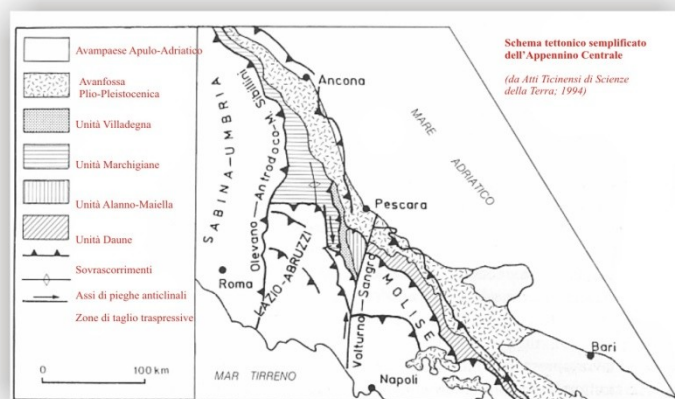 Avampaese Apulo-Adriatico
Avanfossa
Plio-Pleistocenica
Unità Villadegna
Unità Marchigiane
Unità Alanno-Maiella
Unità Daune
Sovrascorrimenti
Assi di pieghe anticlinali
Zone di taglio traspressive
0 100 km
Schema tettonico semplificato
dell'Appennino Centrale
(da Atti Ticinensi di Scienze
della Terra; 1994)
Ancona
SABINA-UMBRIA
Olevano-Antrodoco-M. Sibillini
MARE ADRIATICO
Pescara
Roma
LAZIO-ABRUZZI
Volturno-Sangro
MOLISE
Bari
MAR TIRRENO
Napoli